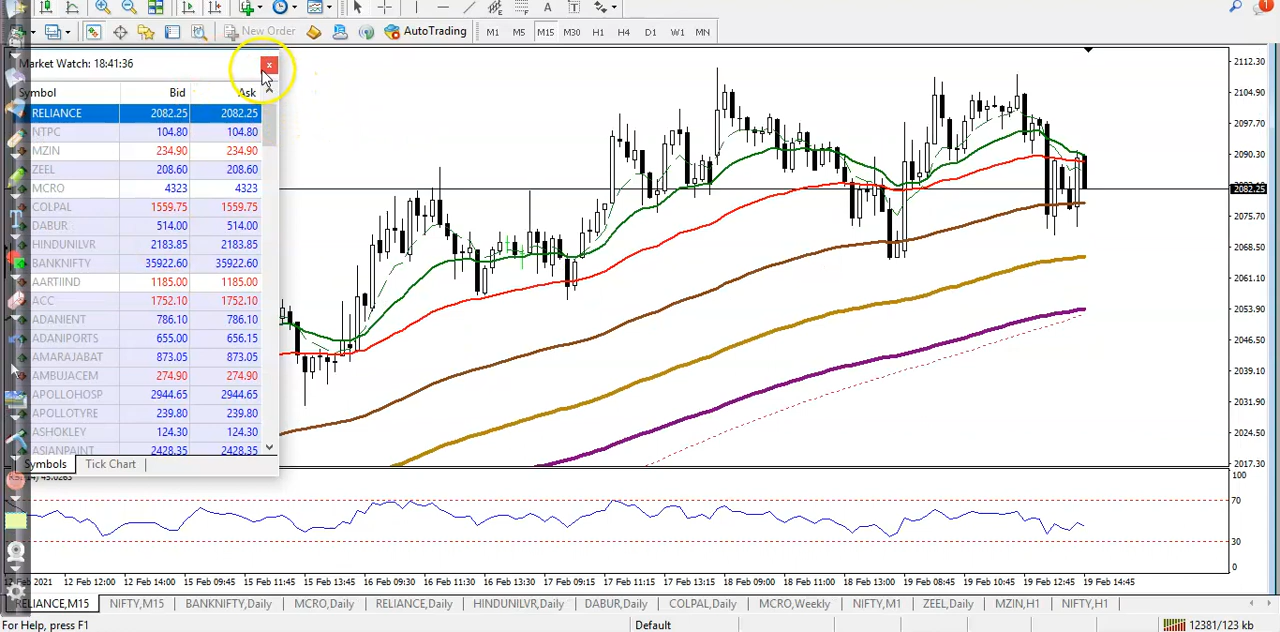 New Order AutoTrading M1 M5 M15 M30 H1 H4 D1 W1 MN
Market Watch: 18:41:36
Symbol Bid Ask
RELIANCE 2082.25 2082.25
NTPC 104.80 104.80
MZIN 234.90 234.90
ZEEL 208.60 208.60
MCRO 4323 4323
COLPAL 1559.75 1559.75
DABUR 514.00 514.00
HINDUNILVR 2183.85 2183.85
BANKNIFTY 35922.60 35922.60
AARTIIND 1185.00 1185.00
ACC 1752.10 1752.10
ADANIENT 786.10 786.10
ADANIPORTS 655.00 656.15
AMARAJABAT 873.05 873.05
AMBUJACEM 274.90 274.90
APOLLOHOSP 2944.65 2944.65
APOLLOTYRE 239.80 239.80
ASHOKLEY 124.30 124.30
ASIANPAINT 2428.35 2428.35
Symbols Tick Chart
2112.30
2104.90
2097.70
2090.30
2082.25
2075.70
2068.50
2061.10
2053.90
2046.50
2039.10
2031.90
2024.50
2017.30
100
70
30
0
12 Feb 2021 12 Feb 12:00 12 Feb 14:00 15 Feb 09:45 15 Feb 11:45 15 Feb 13:45 16 Feb 09:30 16 Feb 11:30 16 Feb 13:30 17 Feb 09:15 17 Feb 11:15 17 Feb 13:15 18 Feb 09:00 18 Feb 11:00 18 Feb 13:00 19 Feb 08:45 19 Feb 10:45 19 Feb 12:45 19 Feb 14:45
RELIANCE,M15 NIFTY,M15 BANKNIFTY,Daily MCRO,Daily RELIANCE,Daily HINDUNILVR,Daily DABUR,Daily COLPAL,Daily MCRO,Weekly NIFTY,M1 ZEEL,Daily MZIN,H1 NIFTY,H1
For Help, press F1 Default 12381/123 kb